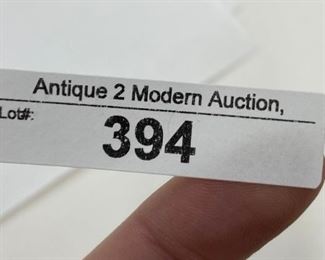 Antique 2 Modern Auction,
Lot#: 394